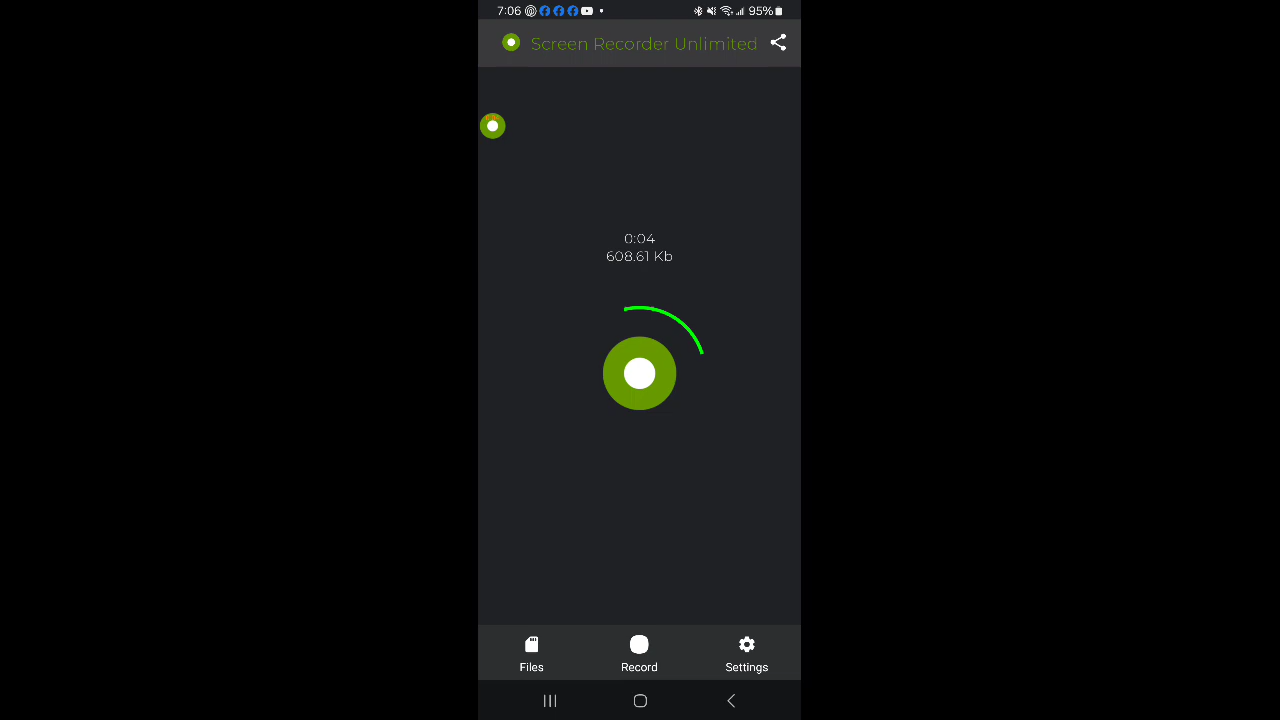 7:06 95%
Screen Recorder Unlimited
0:04
608.61 Kb
Files Record Settings